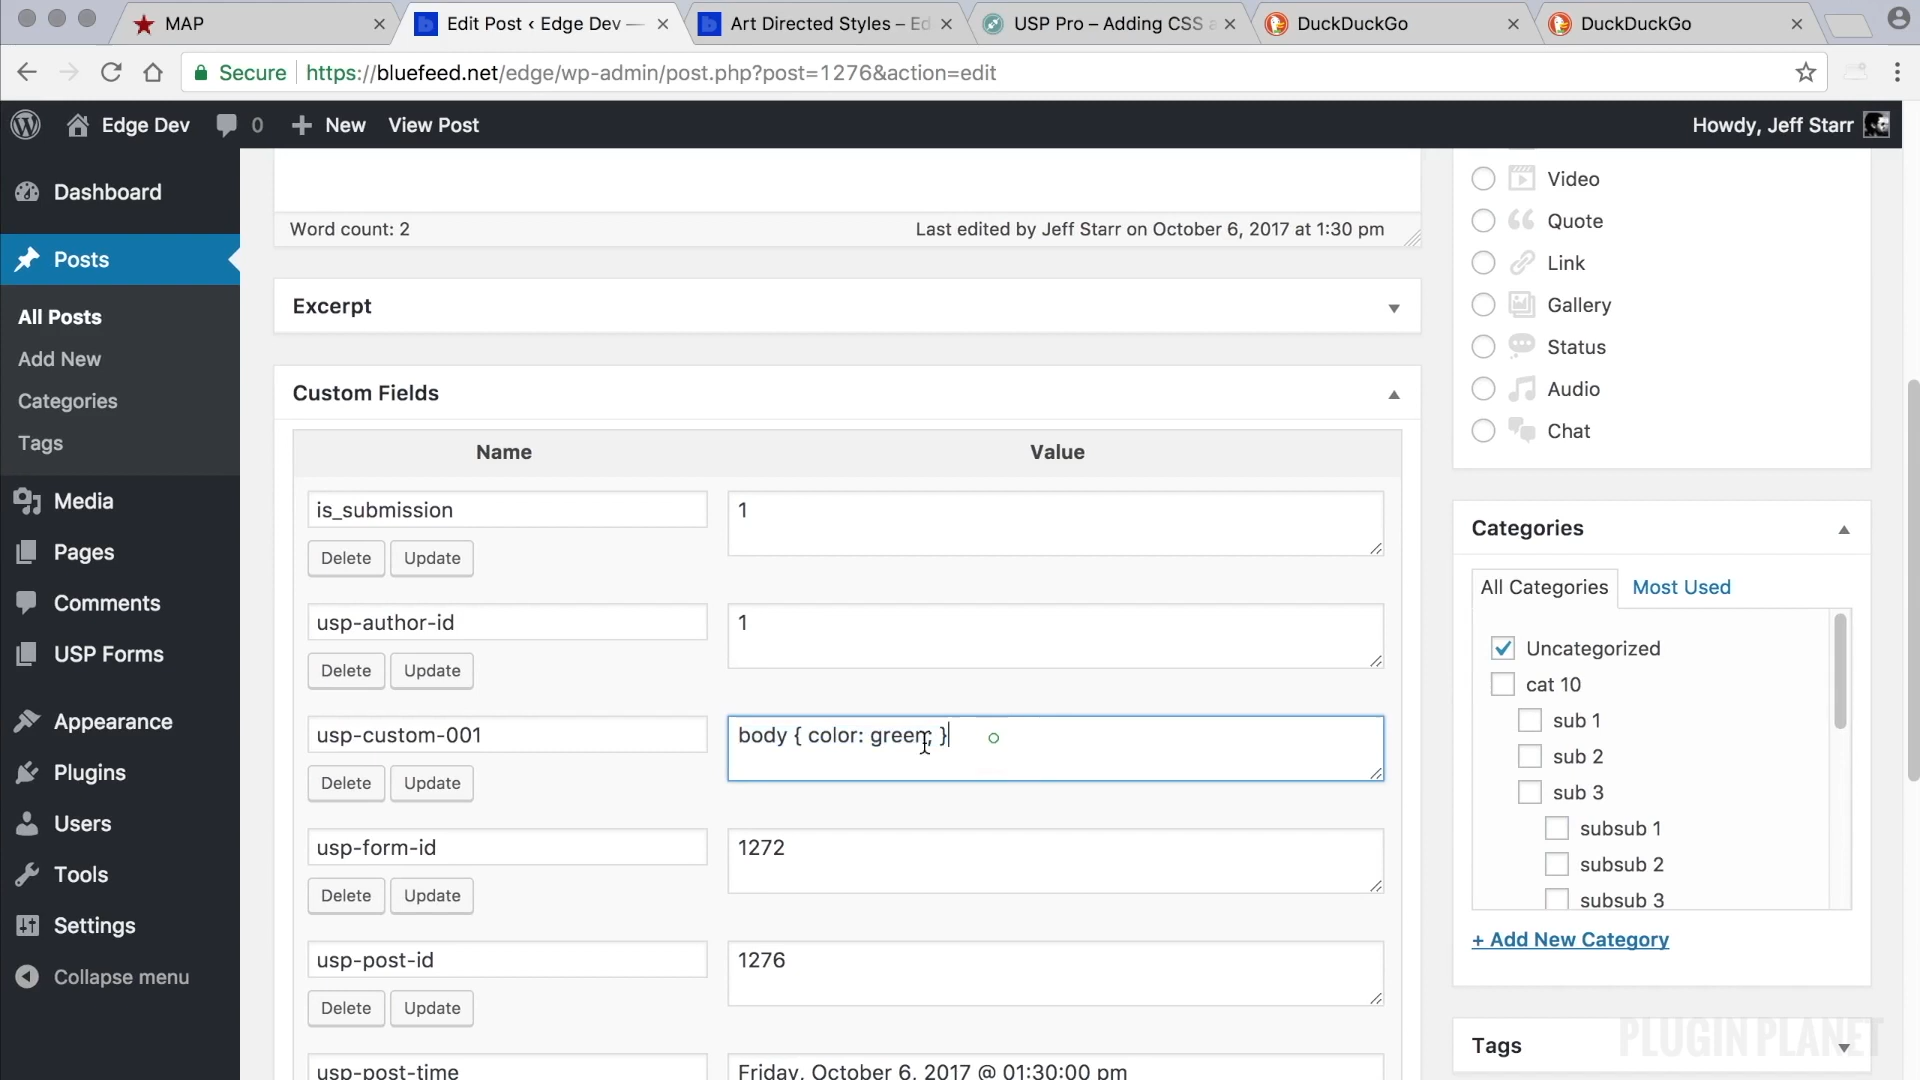 MAP
Edit Post ‹ Edge Dev —
Art Directed Styles – Ed
USP Pro – Adding CSS a
DuckDuckGo
DuckDuckGo
Secure
https://bluefeed.net/edge/wp-admin/post.php?post=1276&action=edit
Edge Dev
0
New
View Post
Howdy, Jeff Starr
Dashboard
Posts
All Posts
Add New
Categories
Tags
Media
Pages
Comments
USP Forms
Appearance
Plugins
Users
Tools
Settings
Collapse menu
Word count: 2
Last edited by Jeff Starr on October 6, 2017 at 1:30 pm
Excerpt
Custom Fields
Name
Value
is_submission
1
Delete
Update
usp-author-id
1
Delete
Update
usp-custom-001
body { color: green; }
Delete
Update
usp-form-id
1272
Delete
Update
usp-post-id
1276
Delete
Update
usp-post-time
Friday, October 6, 2017 @ 01:30:00 pm
Video
Quote
Link
Gallery
Status
Audio
Chat
Categories
All Categories
Most Used
Uncategorized
cat 10
sub 1
sub 2
sub 3
subsub 1
subsub 2
subsub 3
+ Add New Category
Tags
PLUGIN PLANET